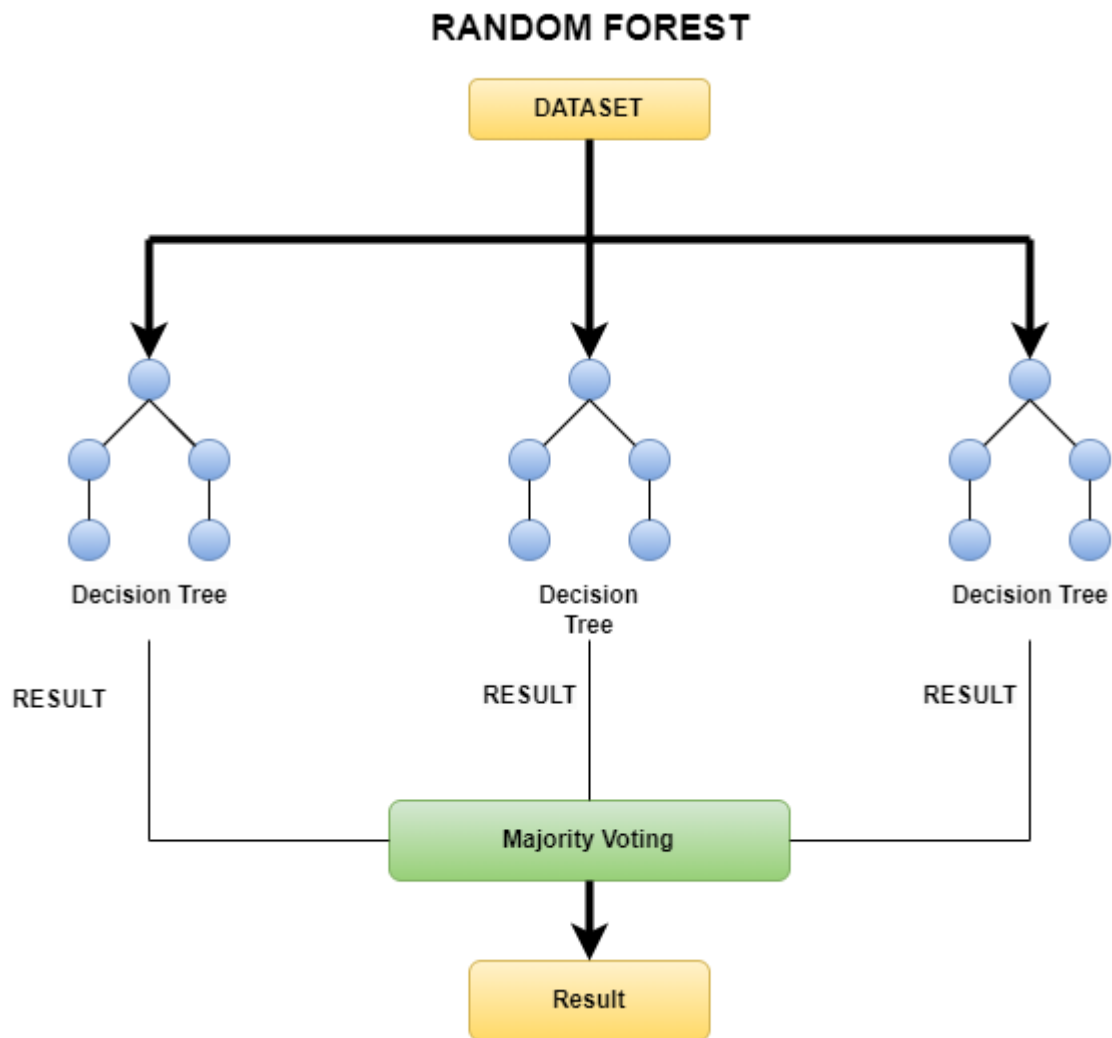 RANDOM FOREST
DATASET
Decision Tree
Decision
Tree
Decision Tree
RESULT
RESULT
RESULT
Majority Voting
Result